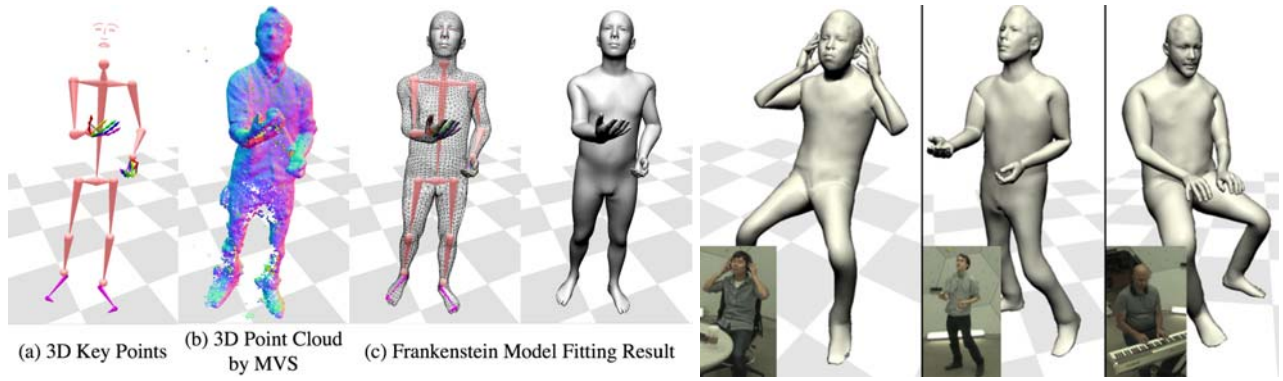 (a) 3D Key Points
(b) 3D Point Cloud
by MVS
(c) Frankenstein Model Fitting Result